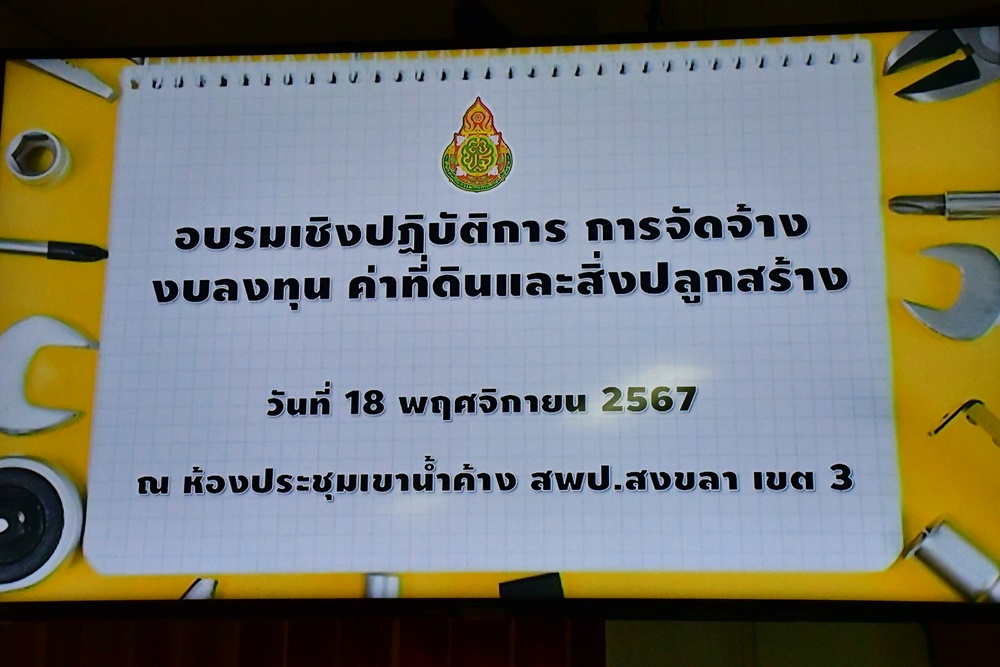 อบรมเชิงปฏิบัติการ การจัดจ้าง
งบลงทุน ค่าที่ดินและสิ่งปลูกสร้าง
วันที่ 18 พฤศจิกายน 2567
ณ ห้องประชุมเขาน้ำค้าง สพป.สงขลา เขต 3